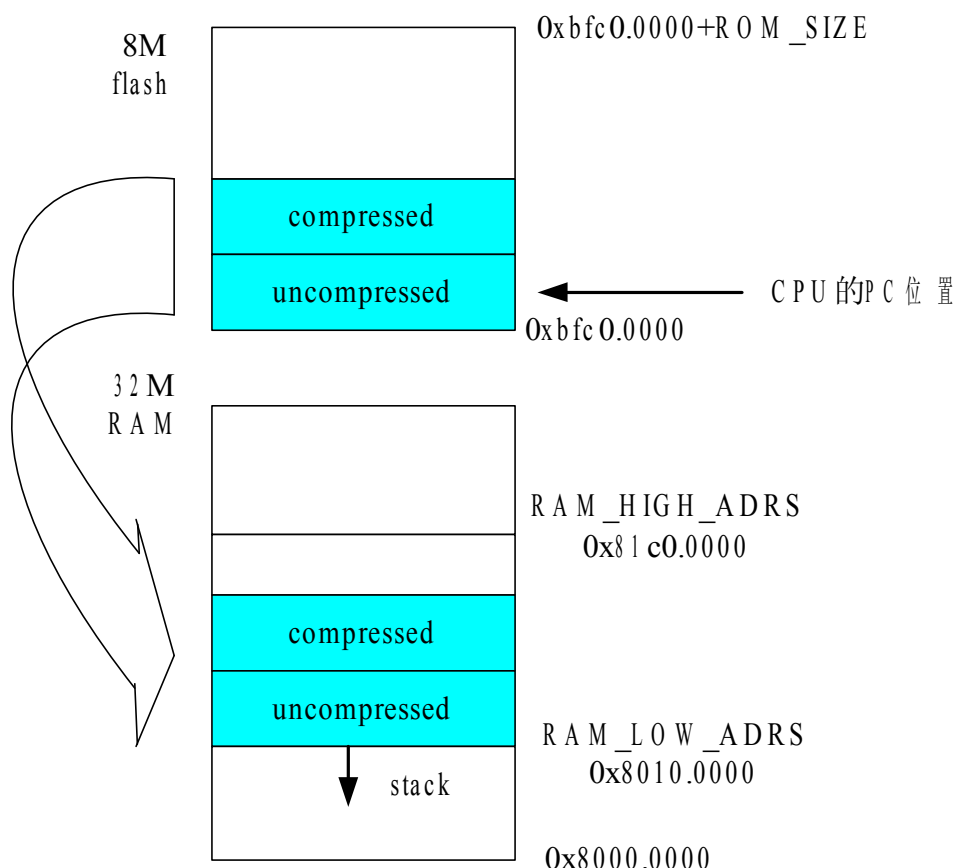 0xbfc0.0000+ROM_SIZE
8M
flash
compressed
uncompressed
CPU的PC位置
0xbfc0.0000
32M
RAM
RAM_HIGH_ADRS
0x81c0.0000
compressed
uncompressed
RAM_LOW_ADRS
0x8010.0000
stack
0x8000.0000